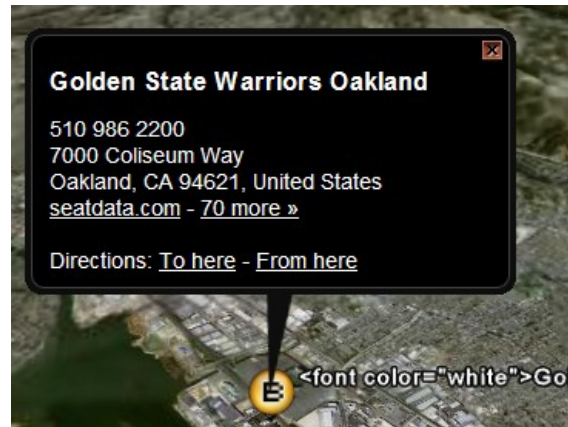 Golden State Warriors Oakland
510 986 2200
7000 Coliseum Way
Oakland, CA 94621, United States
seatdata.com - 70 more »
Directions: To here - From here
B
<font color="white">Go